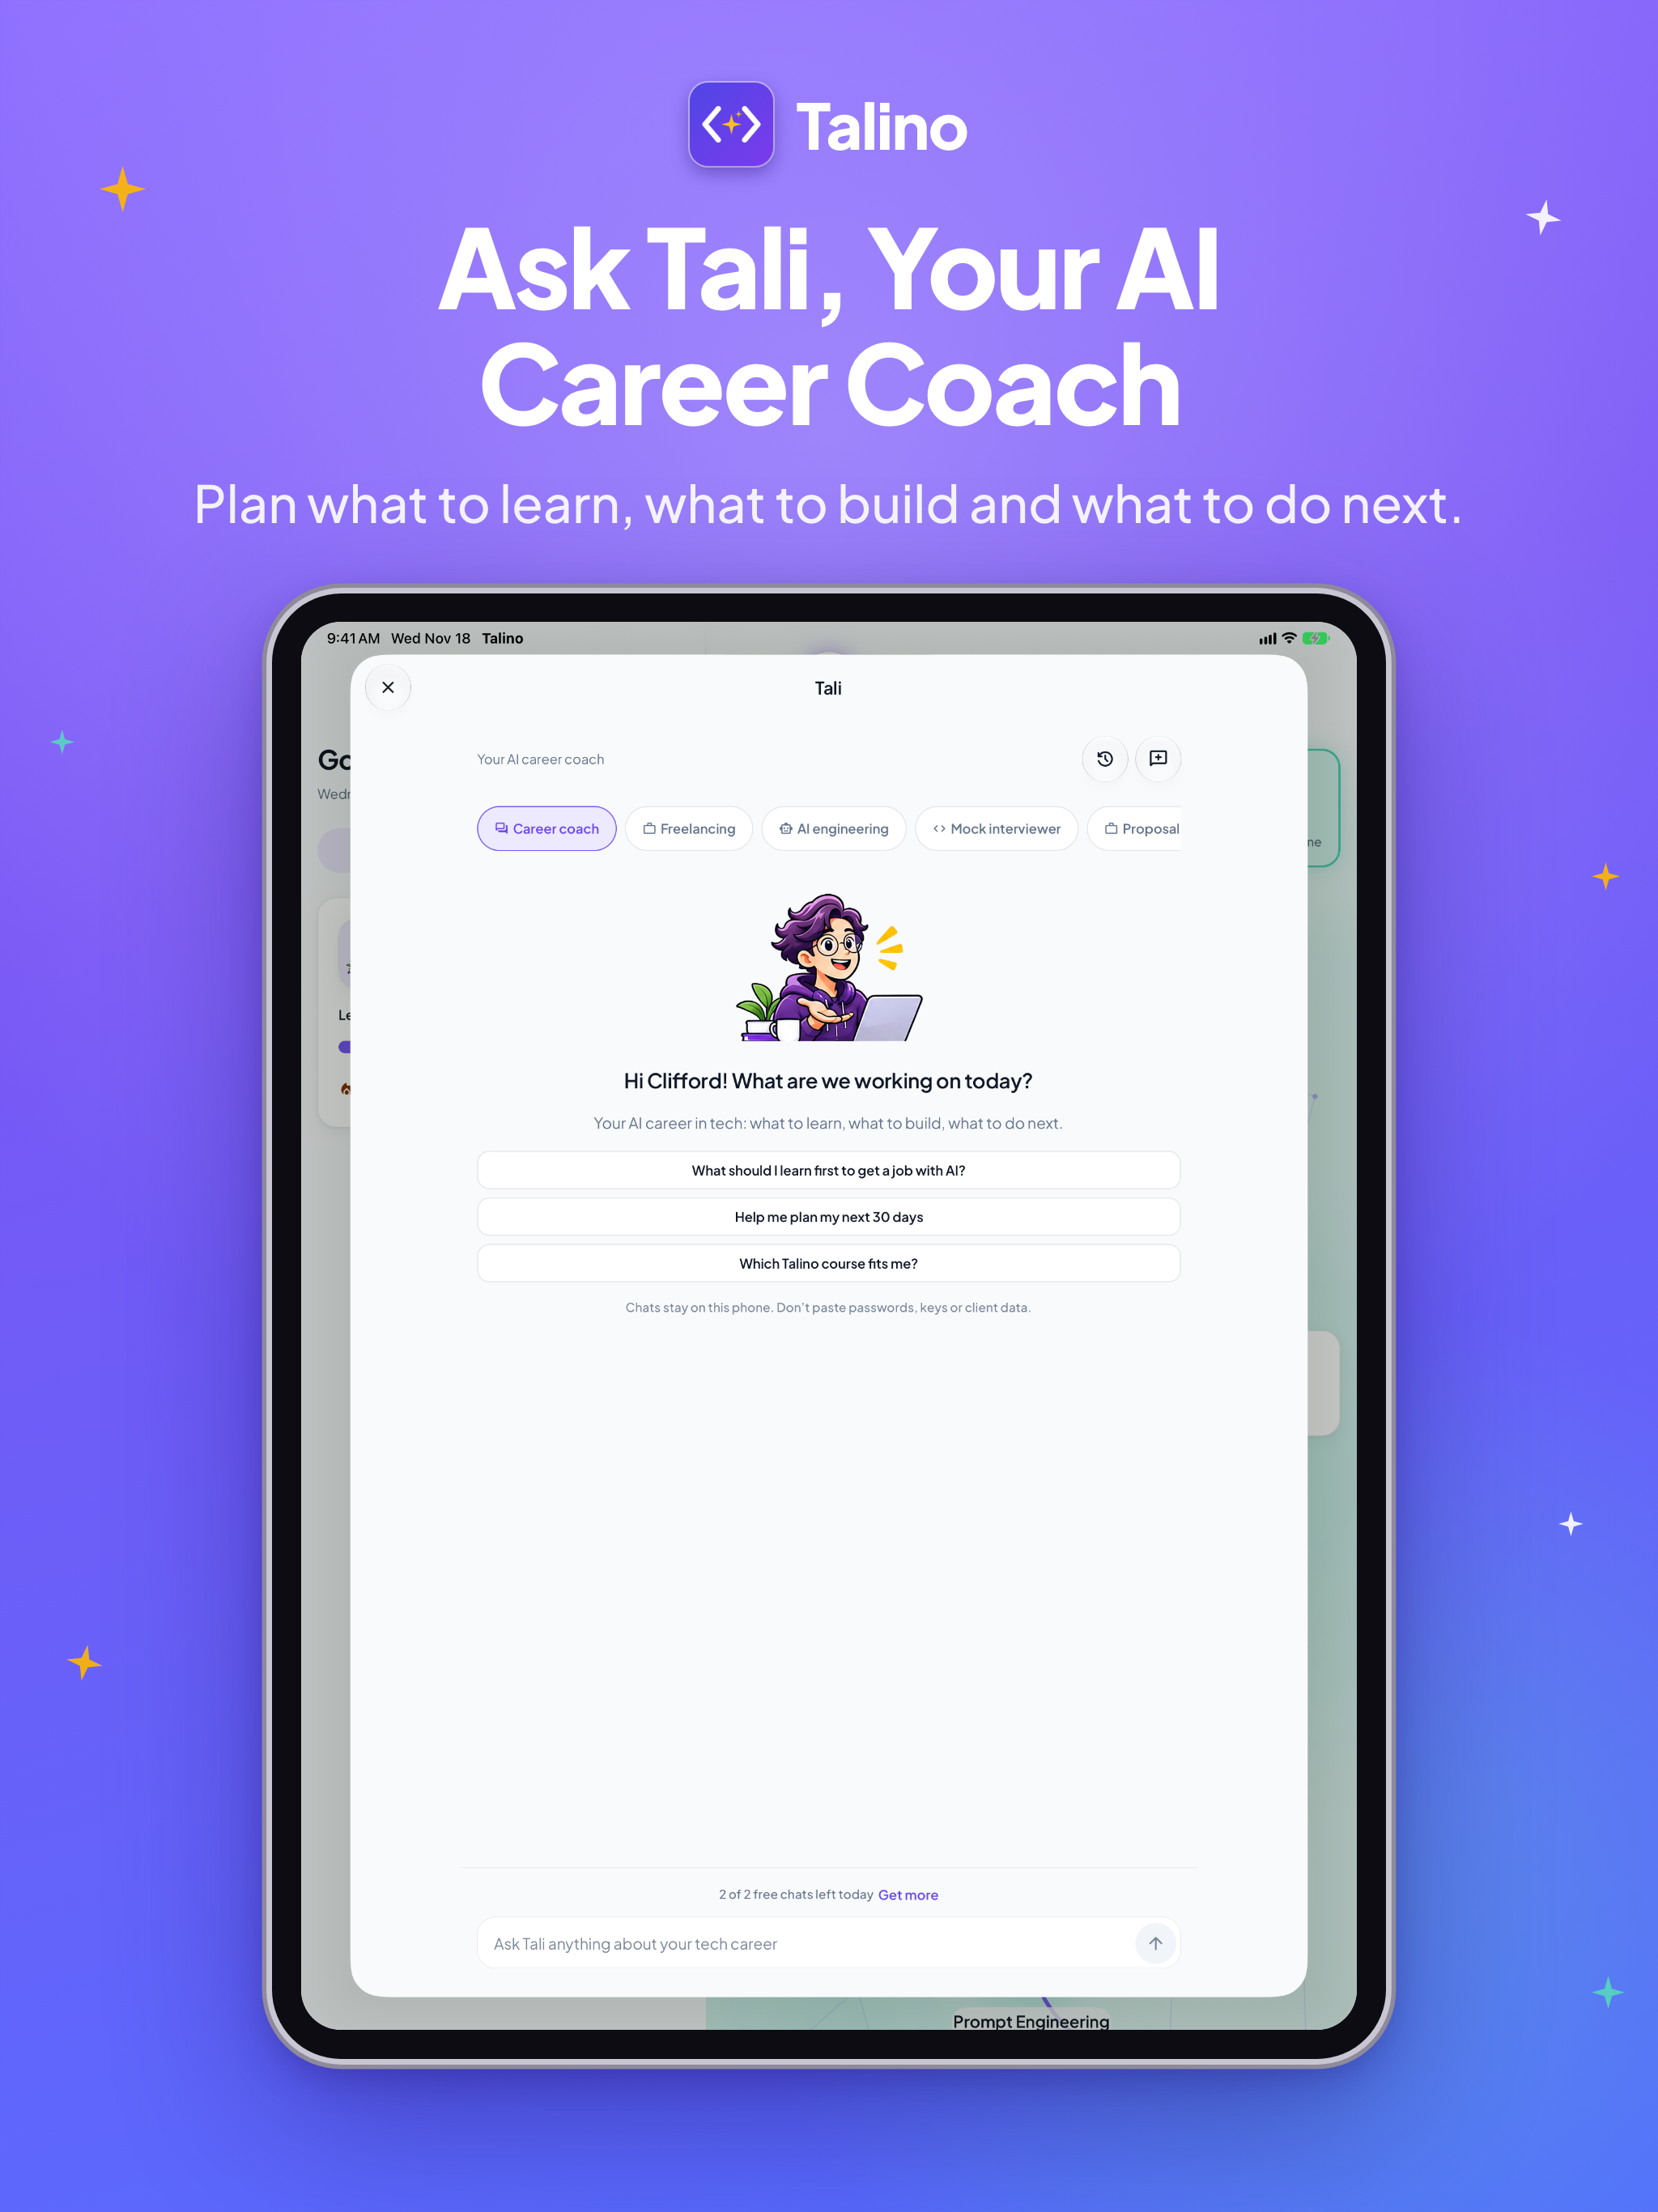 Talino
Ask Tali, Your AI
Career Coach
Plan what to learn, what to build and what to do next.
9:41 AM Wed Nov 18 Talino
Tali
Your AI career coach
Career coach
Freelancing
AI engineering
Mock interviewer
Proposal
Hi Clifford! What are we working on today?
Your AI career in tech: what to learn, what to build, what to do next.
What should I learn first to get a job with AI?
Help me plan my next 30 days
Which Talino course fits me?
Chats stay on this phone. Don't paste passwords, keys or client data.
2 of 2 free chats left today Get more
Ask Tali anything about your tech career
Prompt Engineering